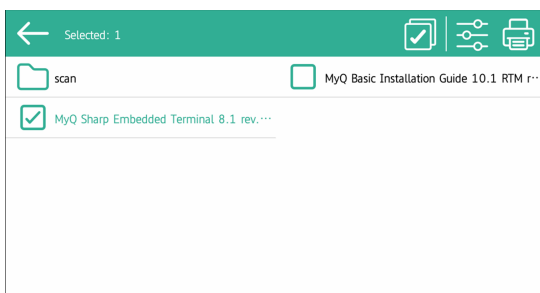 Selected: 1
scan
MyQ Basic Installation Guide 10.1 RTM r···
MyQ Sharp Embedded Terminal 8.1 rev.···